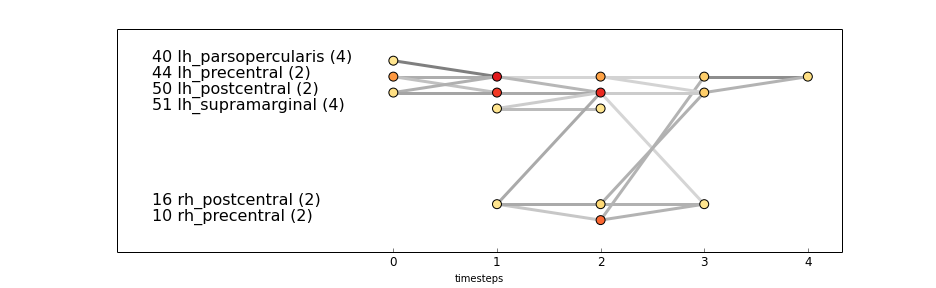 40 lh_parsopercularis (4)
44 lh_precentral (2)
50 lh_postcentral (2)
51 lh_supramarginal (4)
16 rh_postcentral (2)
10 rh_precentral (2)
0 1 2 3 4
timesteps